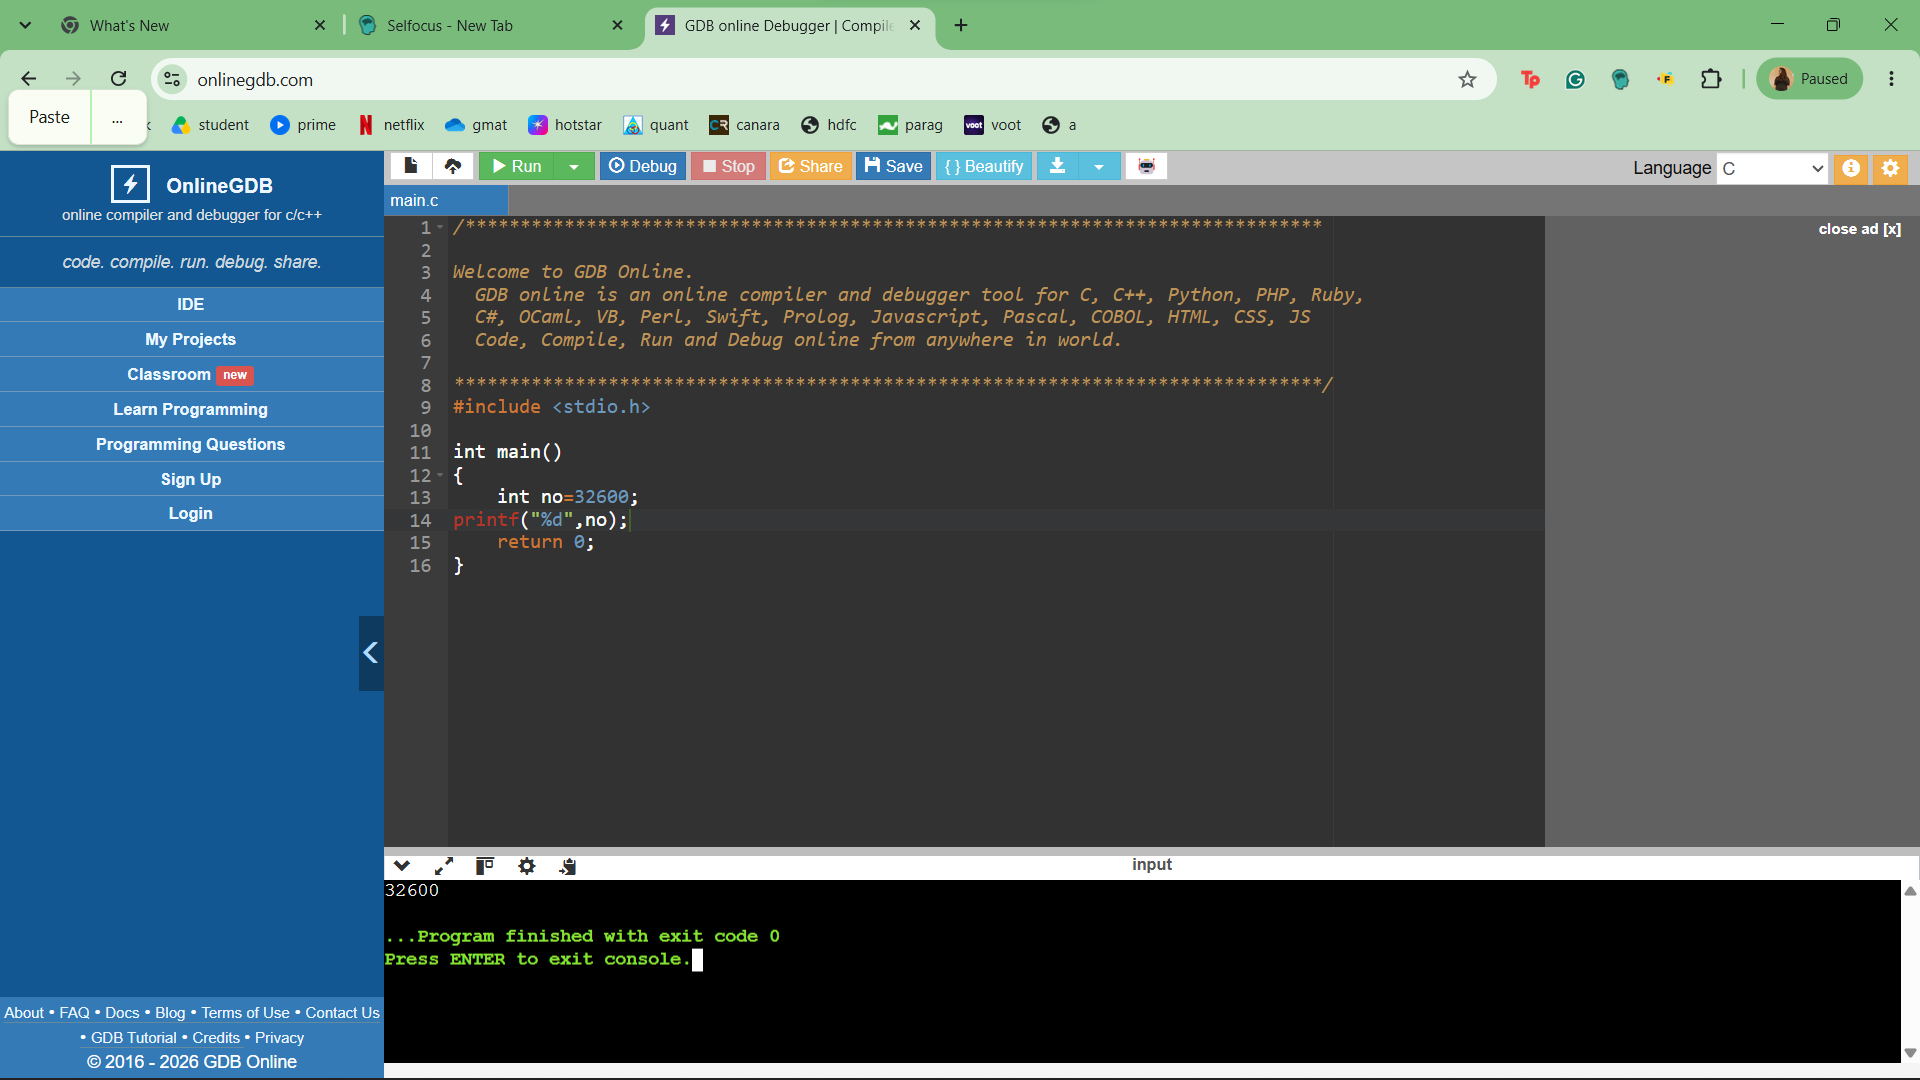 What's New
Selfocus - New Tab
GDB online Debugger | Compile
onlinegdb.com
Tp
Paused
Paste
...
student
prime
netflix
gmat
hotstar
quant
CR
canara
hdfc
parag
voot
voot
a
OnlineGDB
online compiler and debugger for c/c++
code. compile. run. debug. share.
IDE
My Projects
Classroom new
Learn Programming
Programming Questions
Sign Up
Login
About • FAQ • Docs • Blog • Terms of Use • Contact Us
• GDB Tutorial • Credits • Privacy
© 2016 - 2026 GDB Online
Run
Debug
Stop
Share
Save
{ } Beautify
Language C
main.c
close ad [x]
1 /******************************************************************************
2
3 Welcome to GDB Online.
4 GDB online is an online compiler and debugger tool for C, C++, Python, PHP, Ruby,
5 C#, OCaml, VB, Perl, Swift, Prolog, Javascript, Pascal, COBOL, HTML, CSS, JS
6 Code, Compile, Run and Debug online from anywhere in world.
7
8 *******************************************************************************/
9 #include <stdio.h>
10
11 int main()
12 {
13 int no=32600;
14 printf("%d",no);
15 return 0;
16 }
input
32600
...Program finished with exit code 0
Press ENTER to exit console.